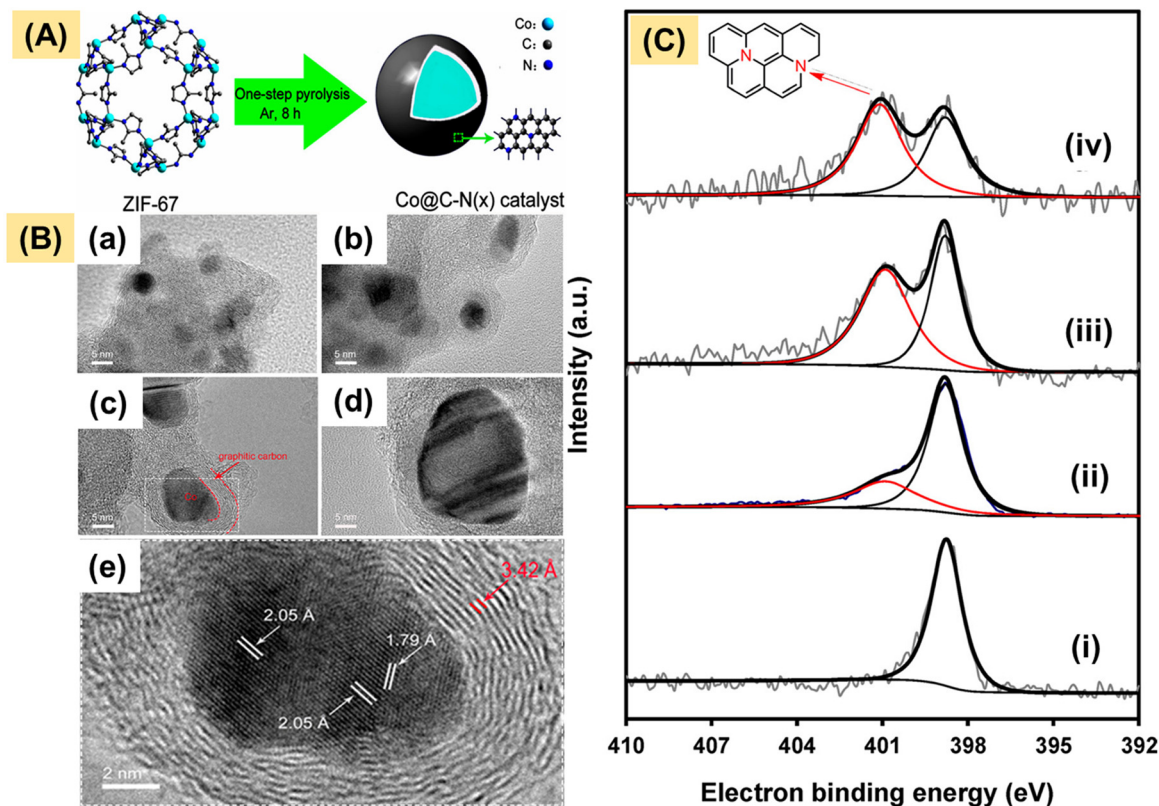 (A)
Co:
C:
N:
One-step pyrolysis
Ar, 8 h
ZIF-67
Co@C-N(x) catalyst
(B)
(a)
5 nm
(b)
5 nm
(c)
graphitic carbon
5 nm
(d)
5 nm
(e)
3.42 Å
2.05 Å
1.79 Å
2.05 Å
2 nm
(C)
N
N
(iv)
(iii)
(ii)
(i)
Intensity (a.u.)
410 407 404 401 398 395 392
Electron binding energy (eV)